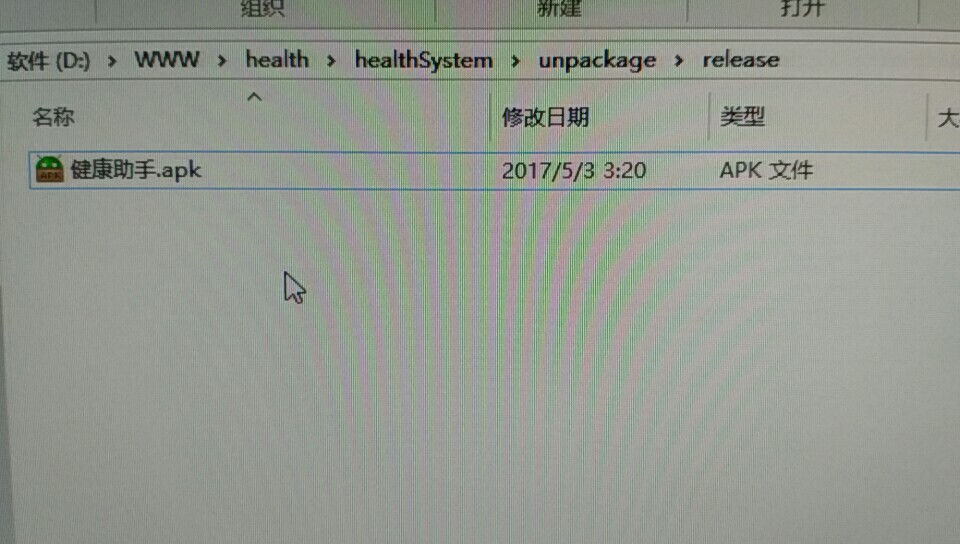 组织 新建 打开
软件 (D:) › WWW › health › healthSystem › unpackage › release
名称 修改日期 类型 大
健康助手.apk 2017/5/3 3:20 APK 文件